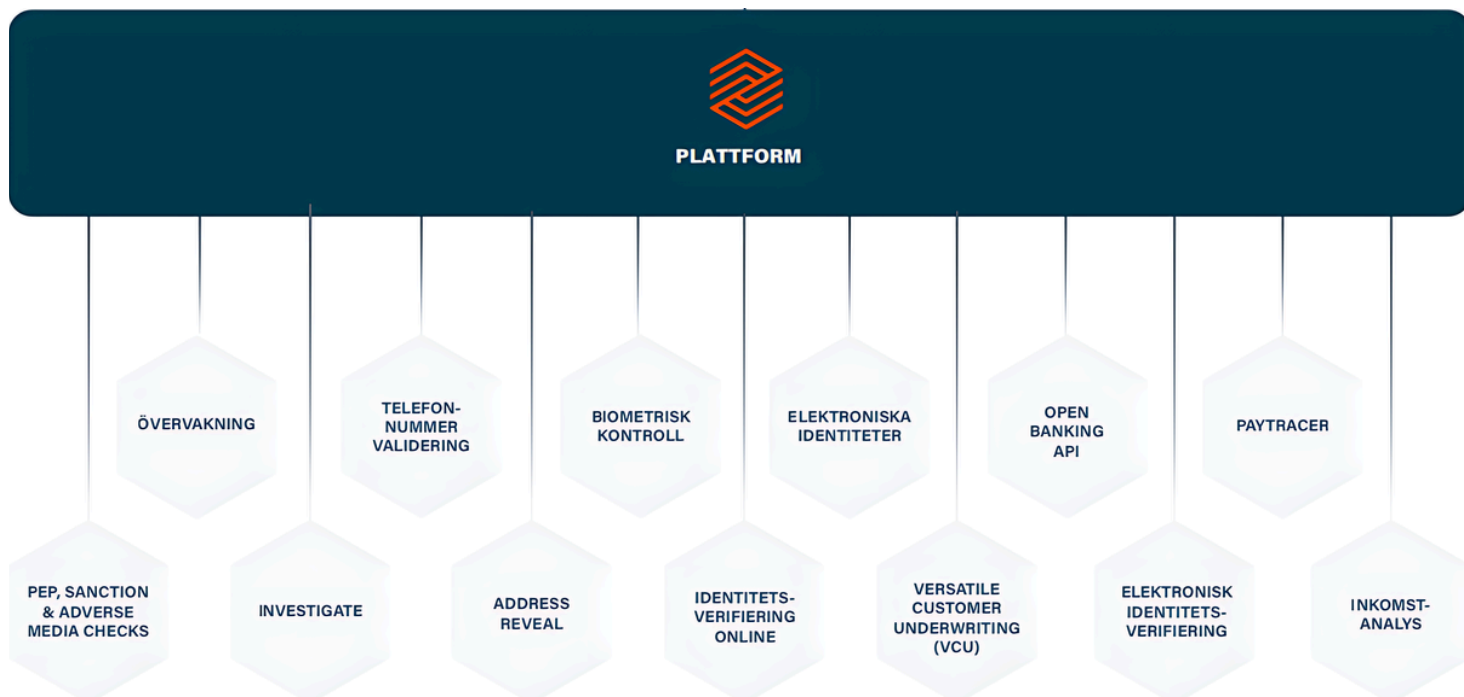 PLATTFORM
ÖVERVAKNING
TELEFON-
NUMMER
VALIDERING
BIOMETRISK
KONTROLL
ELEKTRONISKA
IDENTITETER
OPEN
BANKING
API
PAYTRACER
PEP, SANCTION
& ADVERSE
MEDIA CHECKS
INVESTIGATE
ADDRESS
REVEAL
IDENTITETS-
VERIFIERING
ONLINE
VERSATILE
CUSTOMER
UNDERWRITING
(VCU)
ELEKTRONISK
IDENTITETS-
VERIFIERING
INKOMST-
ANALYS